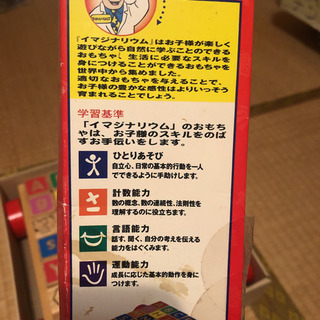 『イマジナリウム』はお子様が楽しく
遊びながら自然に学ぶことのできる
おもちゃ、生活に必要なスキルを
身につけることができるおもちゃを
世界中から集めました。
適切なおもちゃを与えることで、
お子様の豊かな感性はよりいっそう
育まれることでしょう。
学習基準
「イマジナリウム」のおもち
ゃは、お子様のスキルをのば
すお手伝いをします。
ひとりあそび
自立心、日常の基本的行動を一人
でできるように手助けします。
計数能力
数の概念、数の連続性、法則性を
理解するのに役立ちます。
言語能力
話す、聞く、自分の考えを伝える
能力をはぐくみます。
運動能力
成長に応じた基本的動作を身に
つけます。